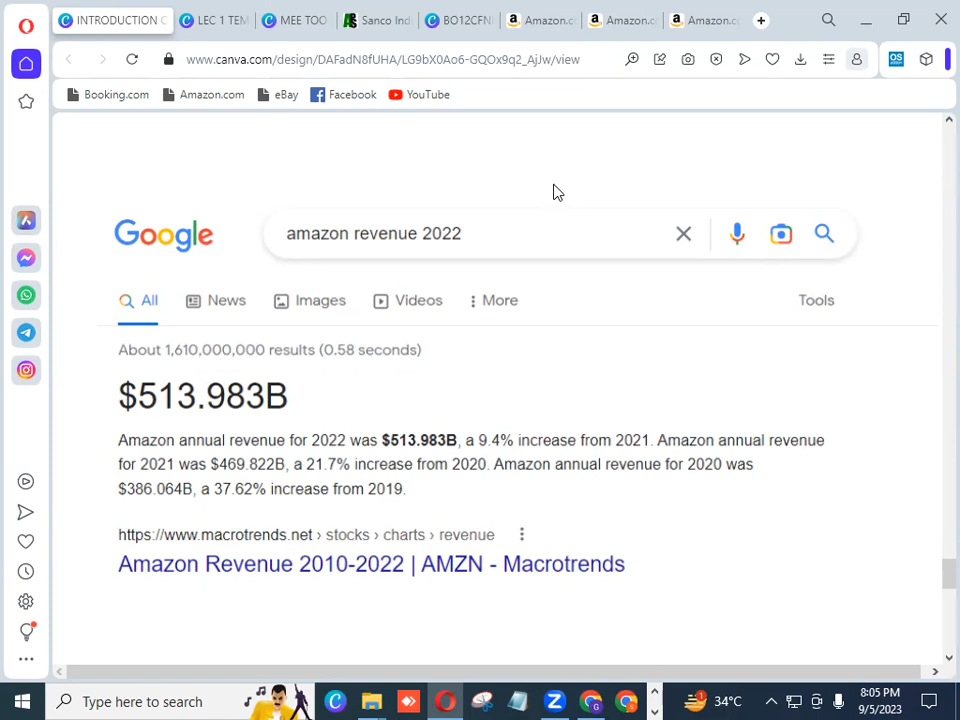 INTRODUCTION C
LEC 1 TEM
MEE TOO
Sanco Ind
BO12CFN
Amazon.c
Amazon.c
Amazon.c
www.canva.com/design/DAFadN8fUHA/LG9bX0Ao6-GQOx9q2_AjJw/view
Booking.com
Amazon.com
eBay
Facebook
YouTube
Google
amazon revenue 2022
All
News
Images
Videos
More
Tools
About 1,610,000,000 results (0.58 seconds)
$513.983B
Amazon annual revenue for 2022 was $513.983B, a 9.4% increase from 2021. Amazon annual revenue
for 2021 was $469.822B, a 21.7% increase from 2020. Amazon annual revenue for 2020 was
$386.064B, a 37.62% increase from 2019.
https://www.macrotrends.net › stocks › charts › revenue
Amazon Revenue 2010-2022 | AMZN - Macrotrends
Type here to search
1
34°C
8:05 PM
9/5/2023